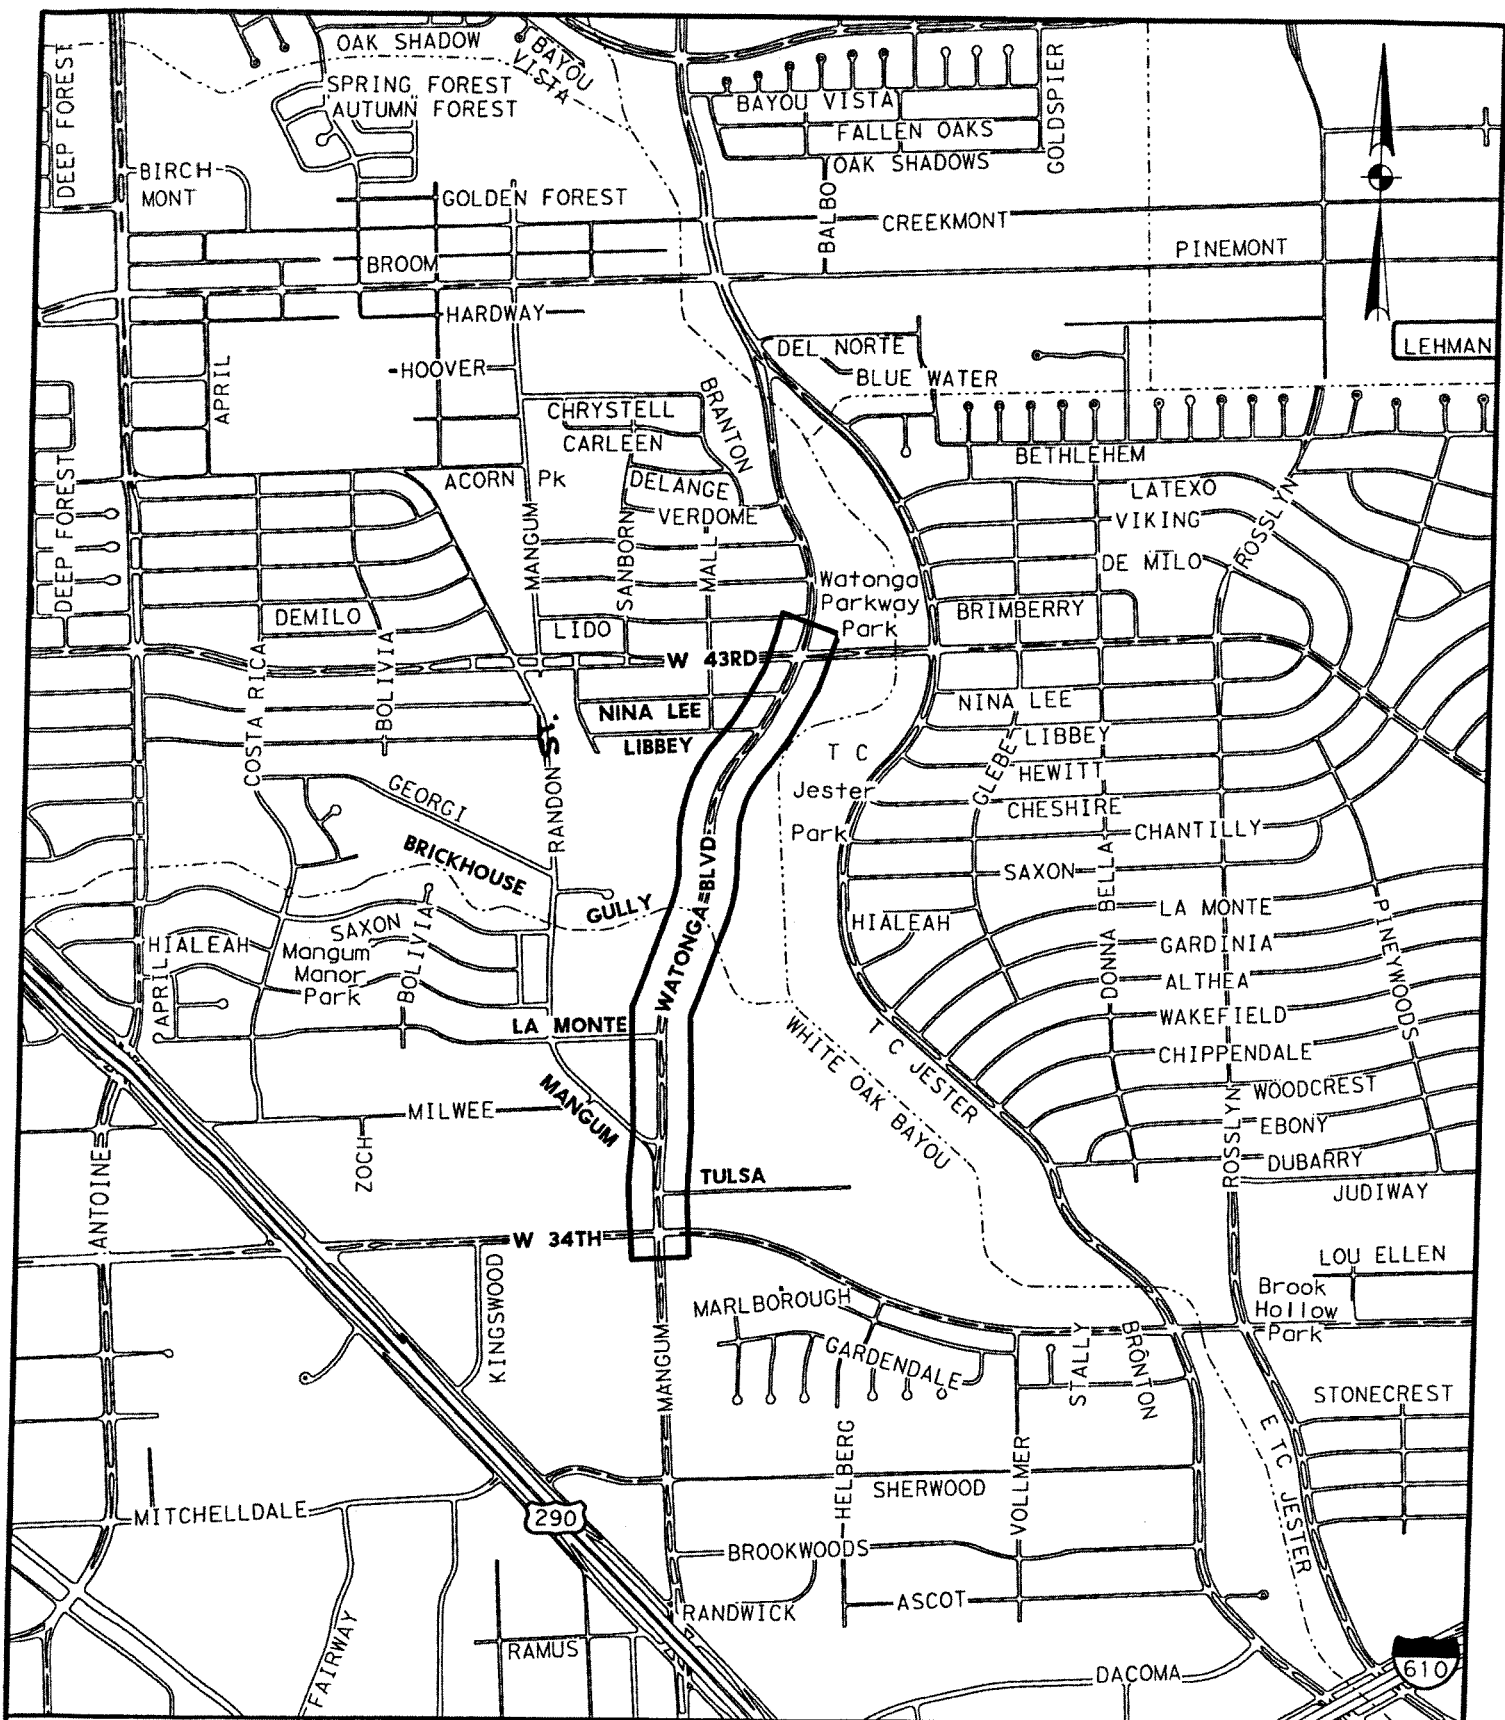 OAK SHADOW
BAYOU
VISTA
SPRING FOREST
AUTUMN FOREST
BAYOU VISTA
FALLEN OAKS
OAK SHADOWS
GOLDSPIER
DEEP FOREST
BIRCH
MONT
GOLDEN FOREST
BALBO
CREEKMONT
PINEMONT
BROOM
HARDWAY
DEL NORTE
LEHMAN
HOOVER
BLUE WATER
APRIL
CHRYSTELL
BRANTON
CARLEEN
BETHLEHEM
ACORN
Pk
DELANGE
LATEXO
VERDOME
VIKING
ROSSLYN
DEEP FOREST
MANGUM
SANBORN
MALL
DE MILO
Watonga
Parkway
Park
BRIMBERRY
DEMILO
LIDO
COSTA RICA
BOLIVIA
W 43RD
NINA LEE
NINA LEE
LIBBEY
ST.
GLEBE
LIBBEY
T C
Jester
Park
HEWITT
CHESHIRE
CHANTILLY
GEORGI
RANDON
BRICKHOUSE
GULLY
WATONGA BLVD
SAXON
DONNA BELLA
LA MONTE
PINEYWOODS
HIALEAH
SAXON
HIALEAH
Mangum
Manor
Park
BOLIVIA
APRIL
GARDINIA
ALTHEA
WAKEFIELD
CHIPPENDALE
LA MONTE
WHITE OAK BAYOU
T C JESTER
WOODCREST
MANGUM
MILWEE
ZOCH
ROSSLYN
EBONY
DUBARRY
JUDIWAY
ANTOINE
TULSA
W 34TH
LOU ELLEN
KINGSWOOD
MARLBOROUGH
Brook
Hollow
Park
MANGUM
GARDENDALE
STALLY
BRONTON
STONECREST
HELBERG
VOLLMER
E TC JESTER
SHERWOOD
MITCHELLDALE
290
BROOKWOODS
RANDWICK
ASCOT
FAIRWAY
RAMUS
DACOMA
610